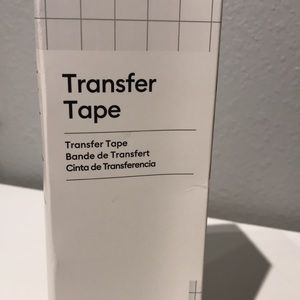 Transfer
Tape
Transfer Tape
Bande de Transfert
Cinta de Transferencia